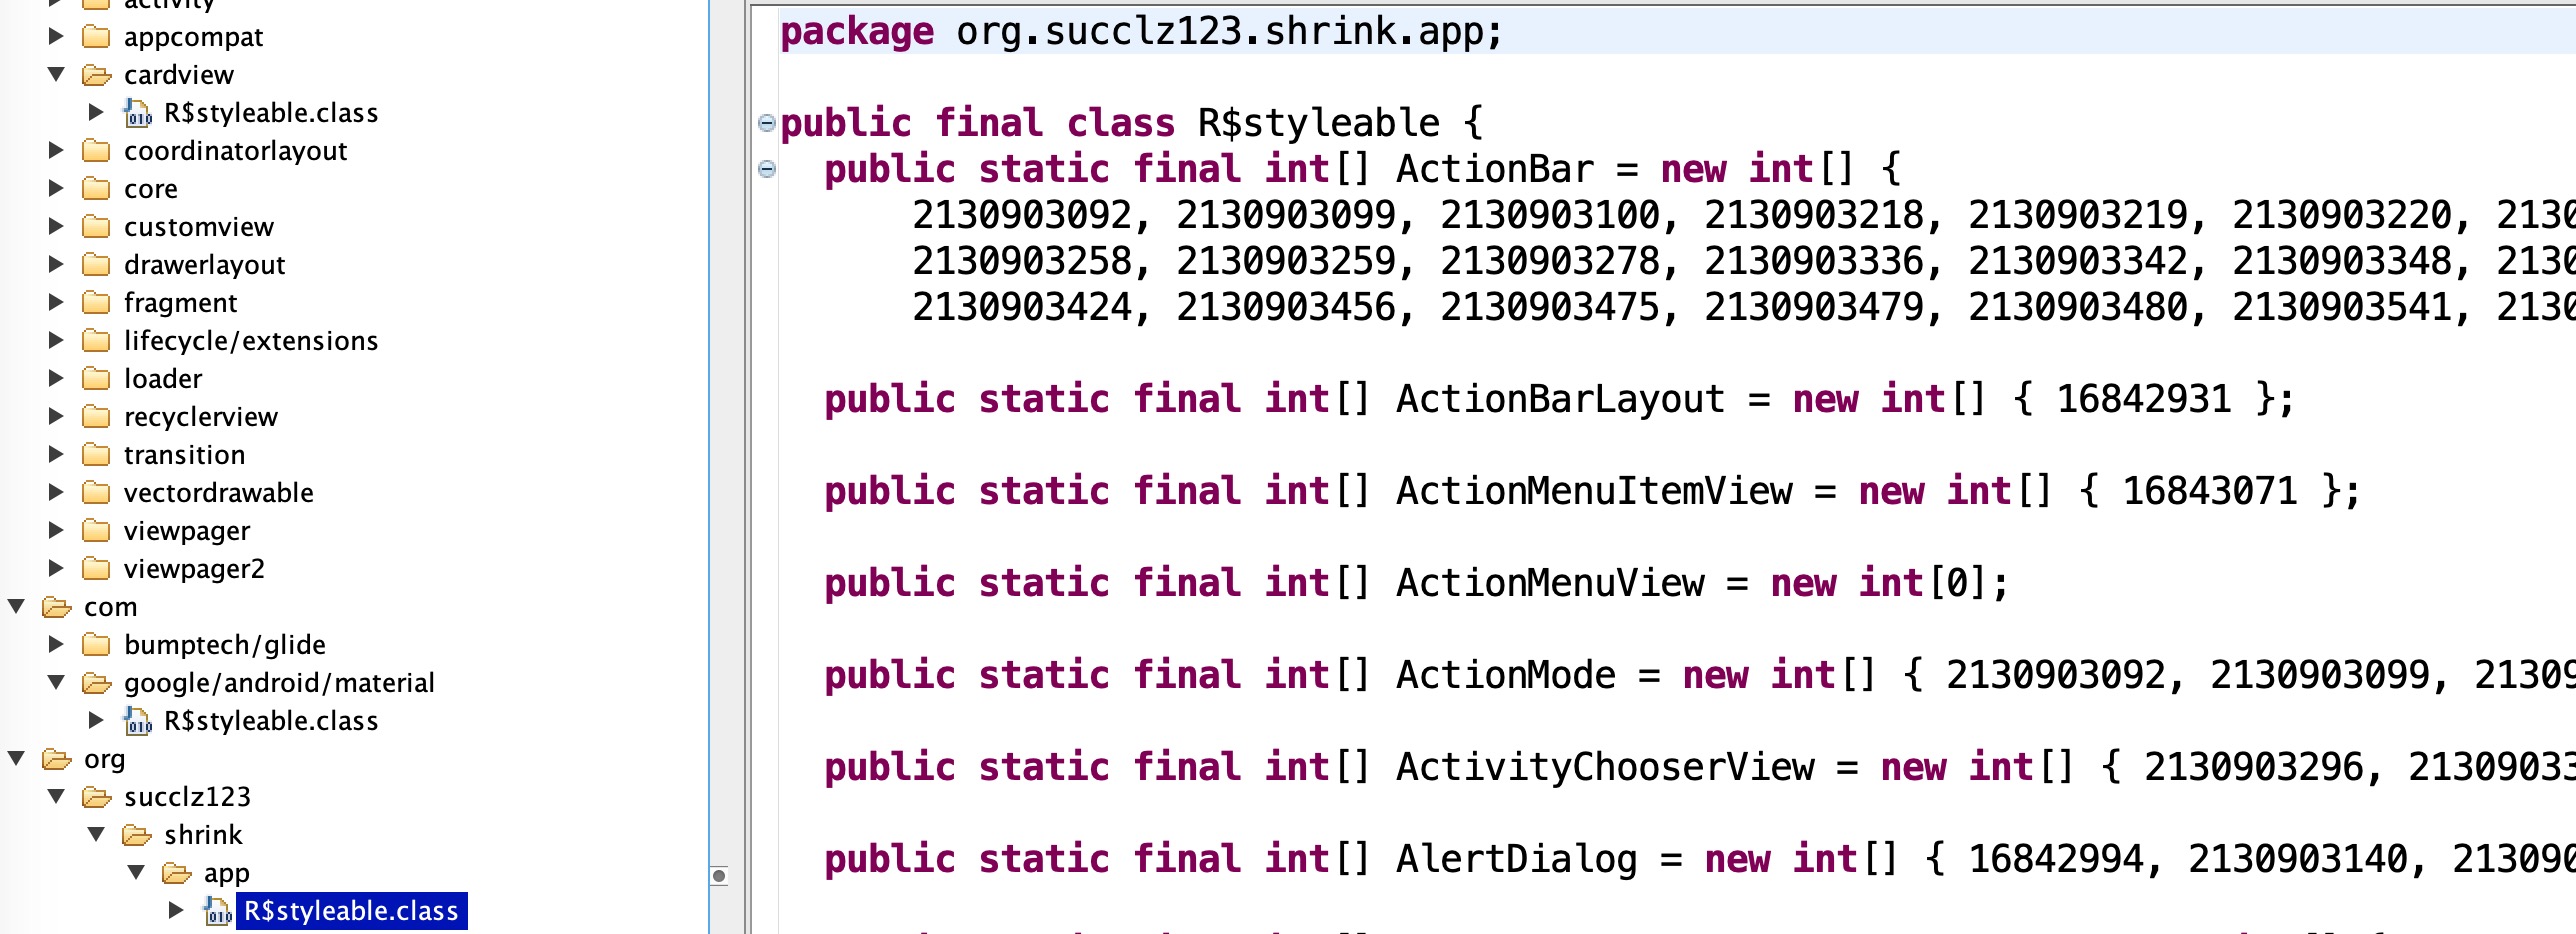 activity
appcompat
cardview
R$styleable.class
coordinatorlayout
core
customview
drawerlayout
fragment
lifecycle/extensions
loader
recyclerview
transition
vectordrawable
viewpager
viewpager2
com
bumptech/glide
google/android/material
R$styleable.class
org
succlz123
shrink
app
R$styleable.class
package org.succlz123.shrink.app;
public final class R$styleable {
public static final int[] ActionBar = new int[] {
2130903092, 2130903099, 2130903100, 2130903218, 2130903219, 2130903220, 2130
2130903258, 2130903259, 2130903278, 2130903336, 2130903342, 2130903348, 2130
2130903424, 2130903456, 2130903475, 2130903479, 2130903480, 2130903541, 2130
public static final int[] ActionBarLayout = new int[] { 16842931 };
public static final int[] ActionMenuItemView = new int[] { 16843071 };
public static final int[] ActionMenuView = new int[0];
public static final int[] ActionMode = new int[] { 2130903092, 2130903099, 21309
public static final int[] ActivityChooserView = new int[] { 2130903296, 21309033
public static final int[] AlertDialog = new int[] { 16842994, 2130903140, 213090